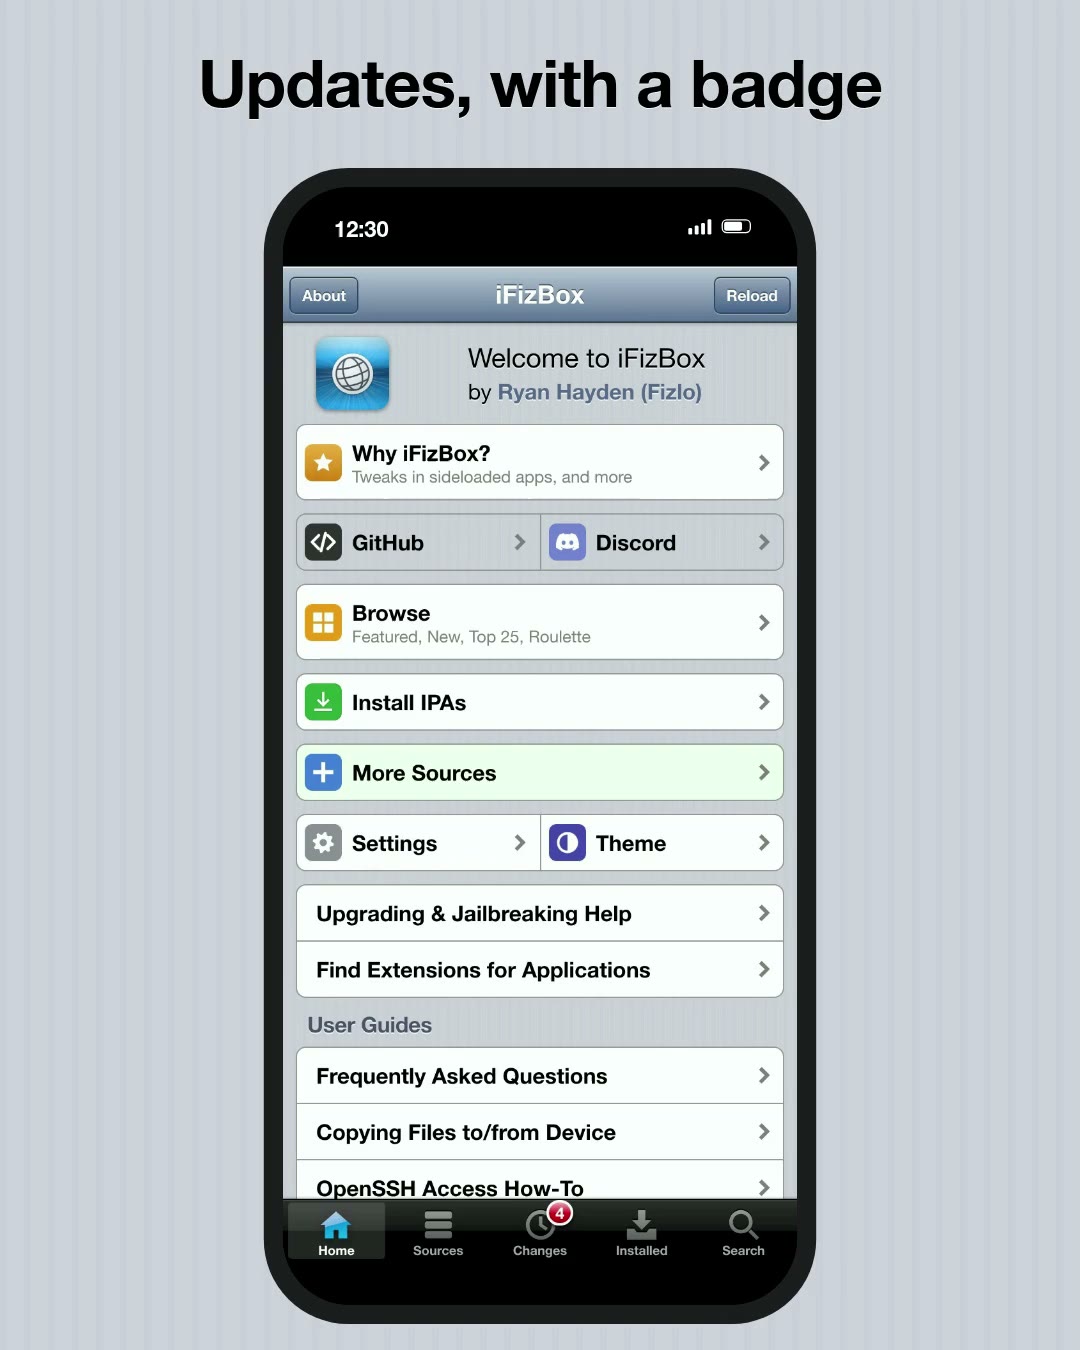 Updates, with a badge
12:30
About
iFizBox
Reload
Welcome to iFizBox
by Ryan Hayden (Fizlo)
Why iFizBox?
Tweaks in sideloaded apps, and more
GitHub
Discord
Browse
Featured, New, Top 25, Roulette
Install IPAs
More Sources
Settings
Theme
Upgrading & Jailbreaking Help
Find Extensions for Applications
User Guides
Frequently Asked Questions
Copying Files to/from Device
OpenSSH Access How-To
4
Home
Sources
Changes
Installed
Search